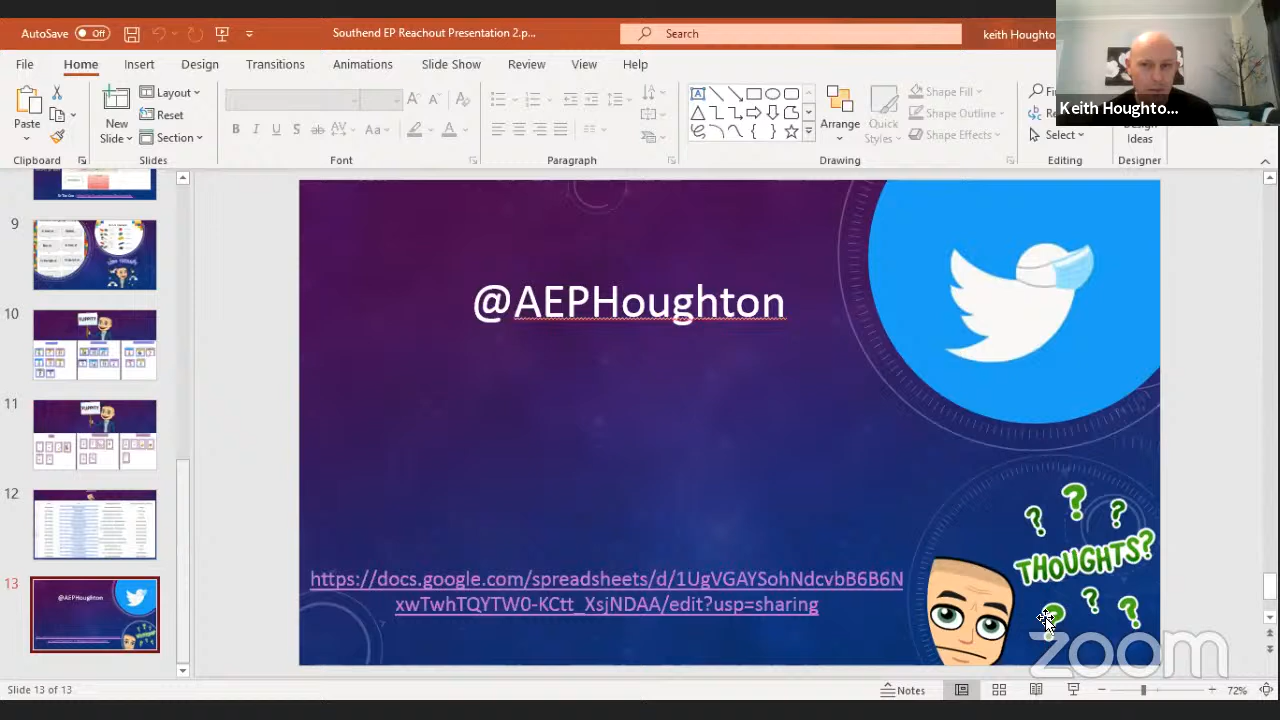 AutoSave Off
Southend EP Reachout Presentation 2.p...
Search
keith Houghto
File Home Insert Design Transitions Animations Slide Show Review View Help
Paste
New
Slide
Layout
Reset
Section
Arrange
Quick
Styles
Shape Fill
Shape Outline
Shape Effects
Select
Design
Ideas
Keith Houghto...
Clipboard
Slides
Font
Paragraph
Drawing
Editing
Designer
9
10
11
12
13
@AEPHoughton
THOUGHTS?
https://docs.google.com/spreadsheets/d/1UgVGAYSohNdcvbB6B6N
xwTwhTQYTW0-KCtt_XsjNDAA/edit?usp=sharing
zoom
Slide 13 of 13
Notes
72%